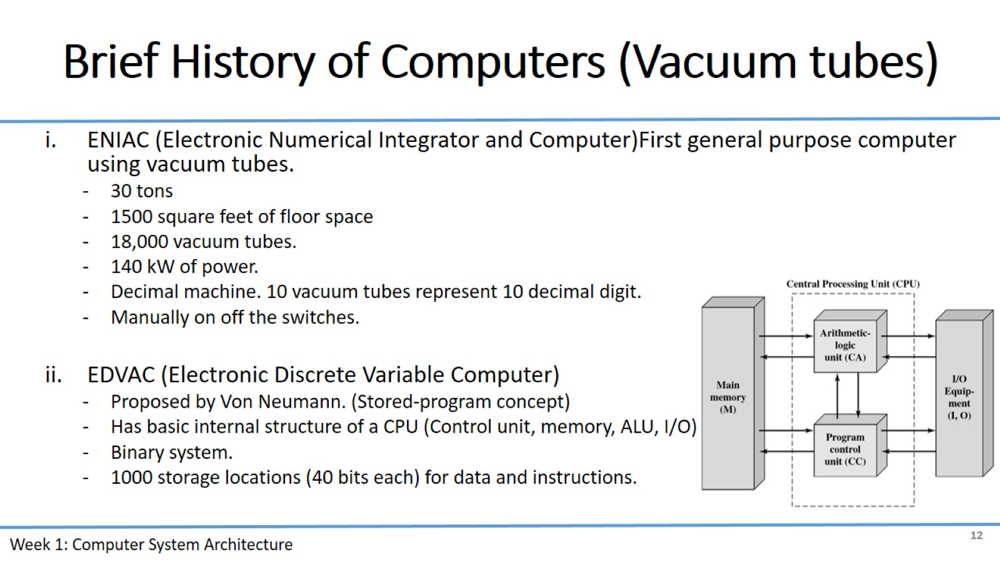 Brief History of Computers (Vacuum tubes)
i. ENIAC (Electronic Numerical Integrator and Computer)First general purpose computer
using vacuum tubes.
- 30 tons
- 1500 square feet of floor space
- 18,000 vacuum tubes.
- 140 kW of power.
- Decimal machine. 10 vacuum tubes represent 10 decimal digit.
- Manually on off the switches.
ii. EDVAC (Electronic Discrete Variable Computer)
- Proposed by Von Neumann. (Stored-program concept)
- Has basic internal structure of a CPU (Control unit, memory, ALU, I/O)
- Binary system.
- 1000 storage locations (40 bits each) for data and instructions.
Central Processing Unit (CPU)
Main
memory
(M)
Arithmetic-
logic
unit (CA)
Program
control
unit (CC)
I/O
Equip-
ment
(I, O)
Week 1: Computer System Architecture
12